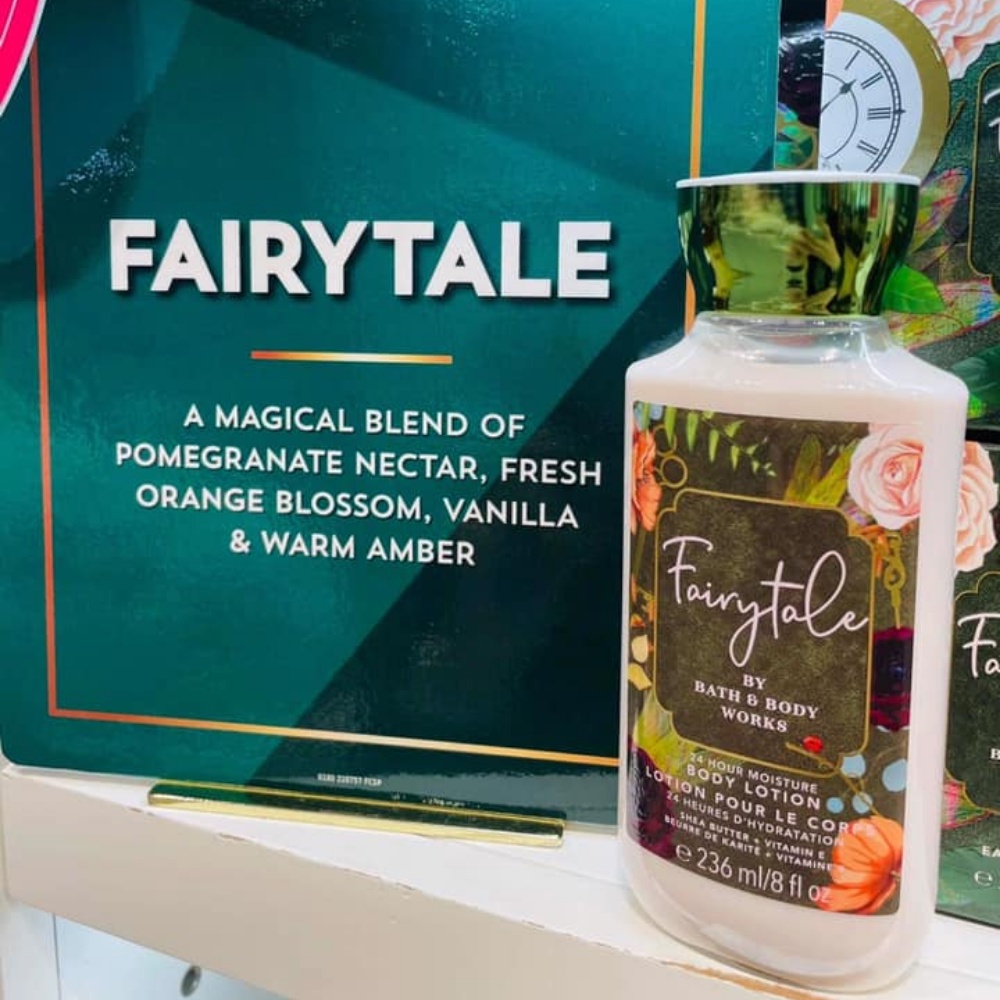 FAIRYTALE
A MAGICAL BLEND OF
POMEGRANATE NECTAR, FRESH
ORANGE BLOSSOM, VANILLA
& WARM AMBER
Fairytale
BY
BATH & BODY
WORKS
24 HOUR MOISTURE
BODY LOTION
LOTION POUR LE CORPS
24 HEURES D'HYDRATATION
SHEA BUTTER + VITAMIN E
BEURRE DE KARITÉ + VITAMINE
℮ 236 ml/8 fl oz
Fa
B
EA
℮